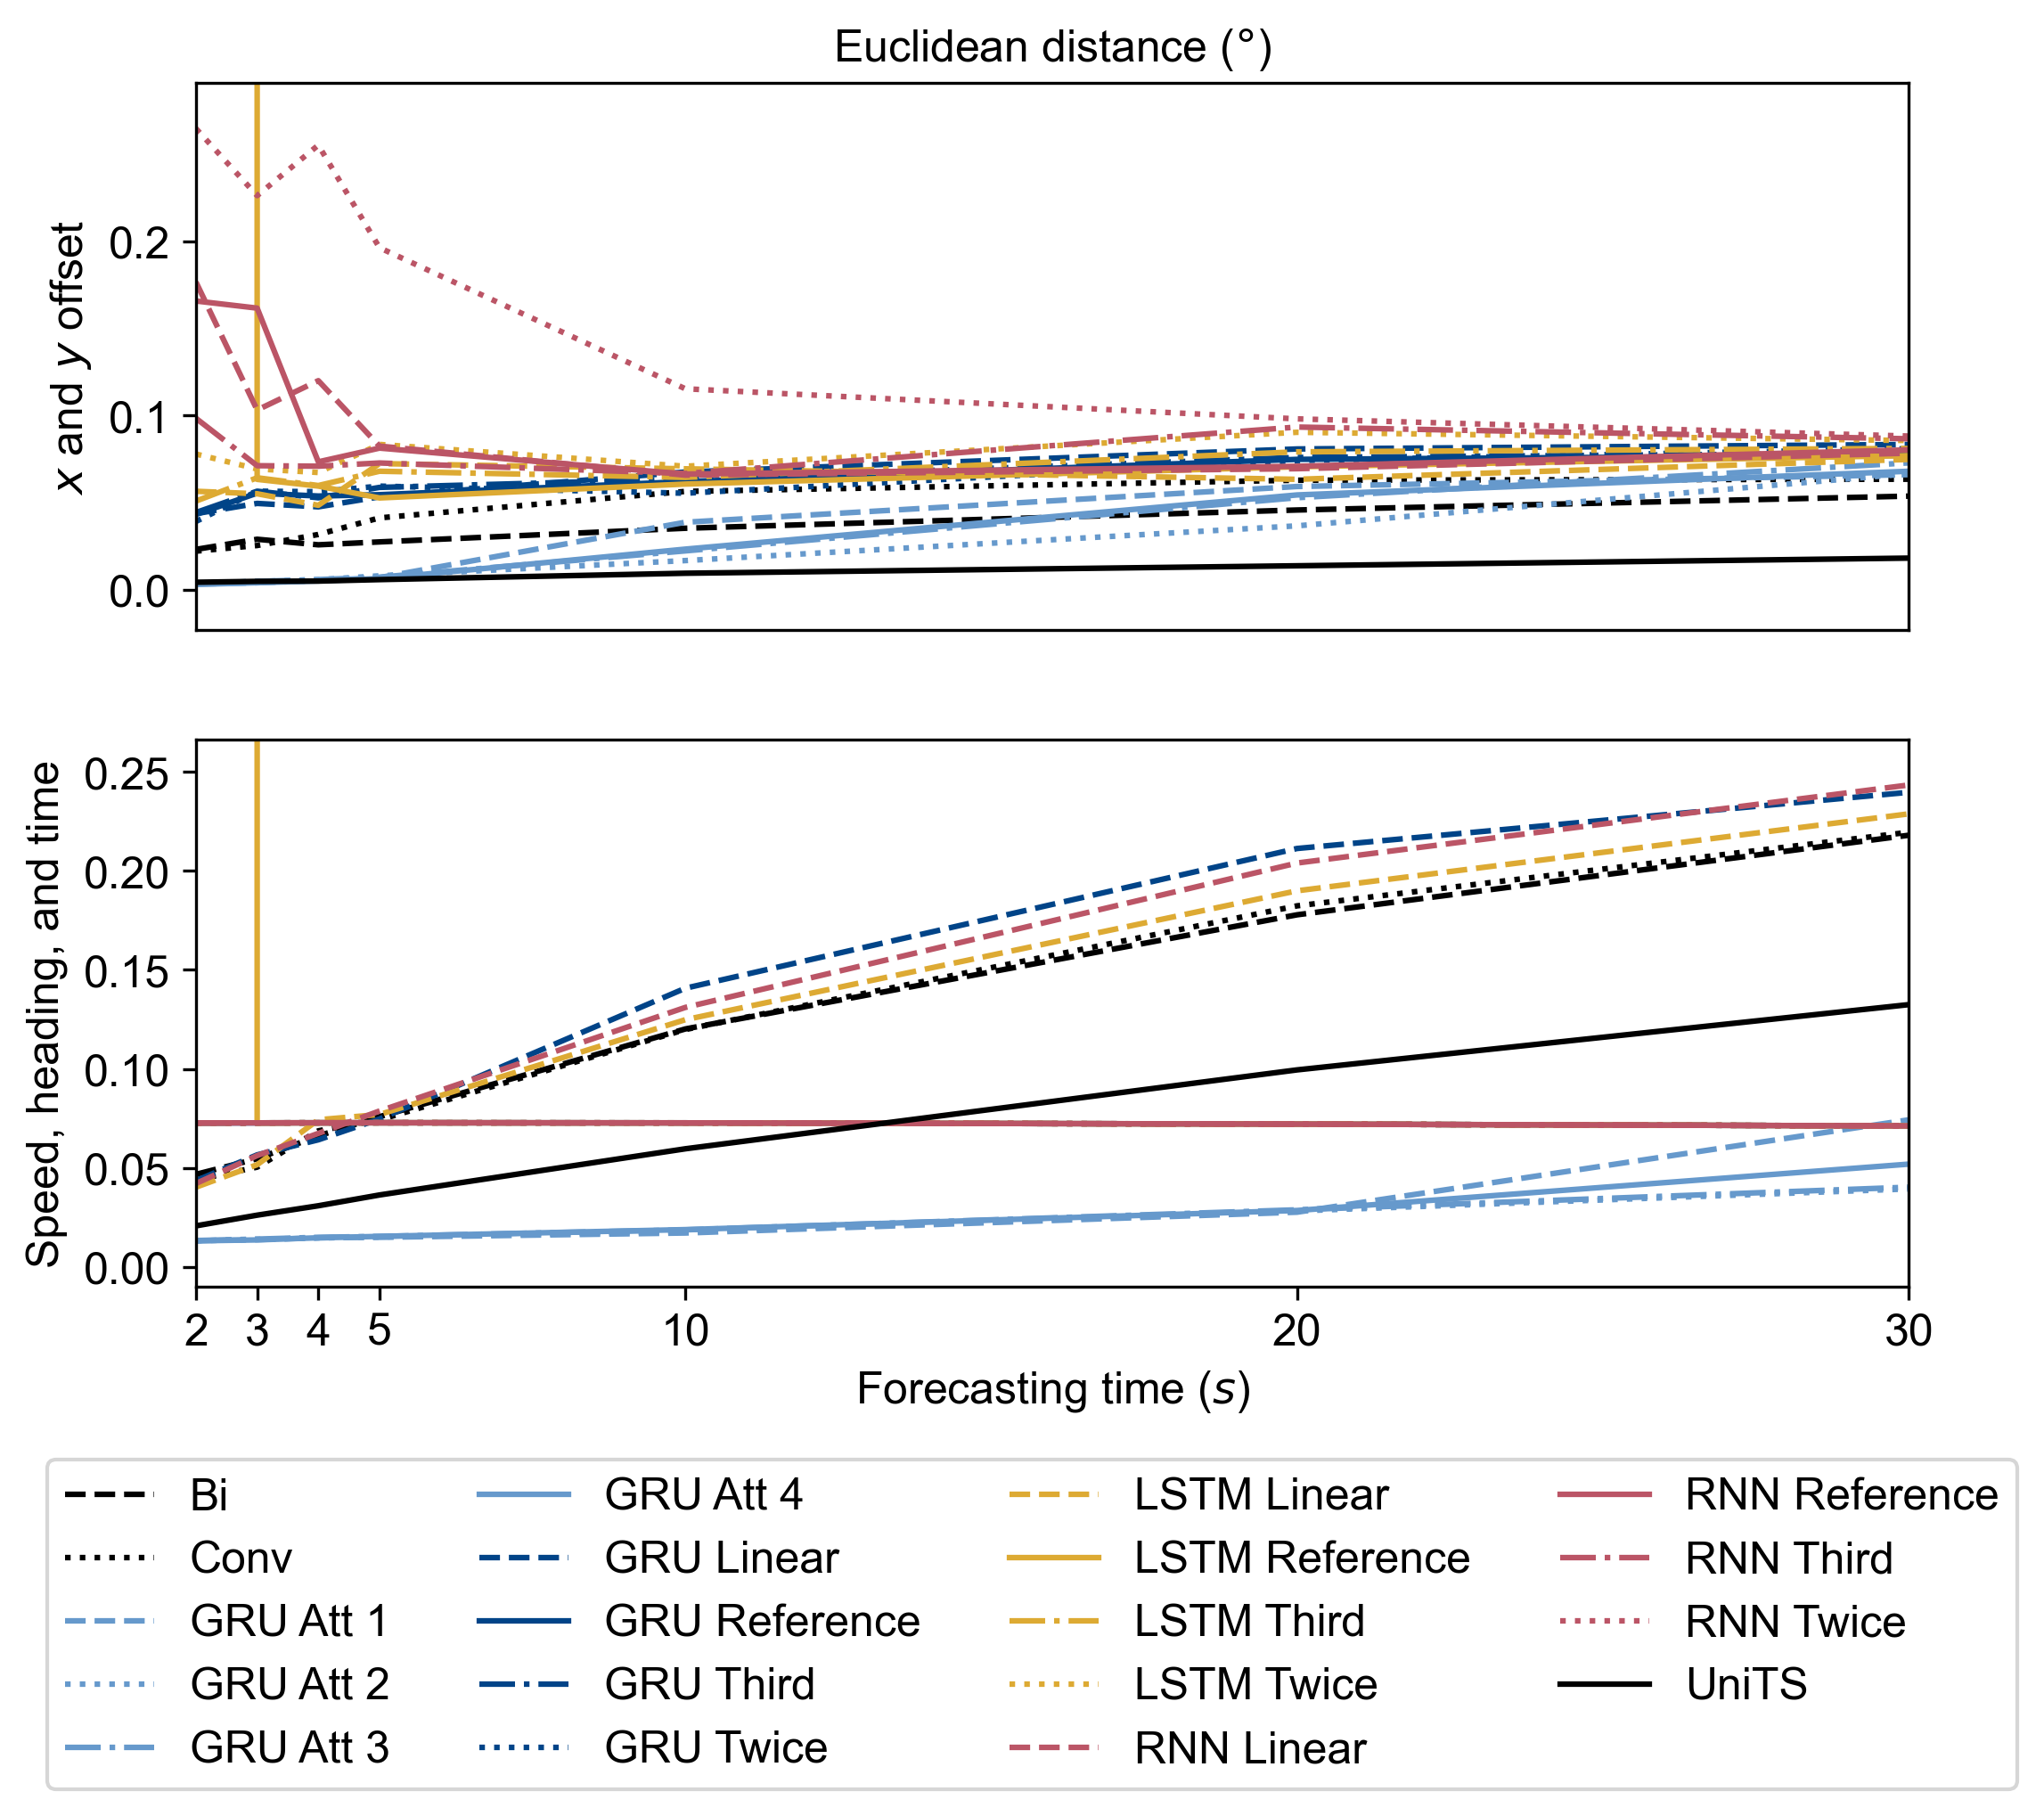 Euclidean distance (°)
x and y offset
0.2
0.1
0.0
Speed, heading, and time
0.25
0.20
0.15
0.10
0.05
0.00
2 3 4 5 10 20 30
Forecasting time (s)
Bi
Conv
GRU Att 1
GRU Att 2
GRU Att 3
GRU Att 4
GRU Linear
GRU Reference
GRU Third
GRU Twice
LSTM Linear
LSTM Reference
LSTM Third
LSTM Twice
RNN Linear
RNN Reference
RNN Third
RNN Twice
UniTS